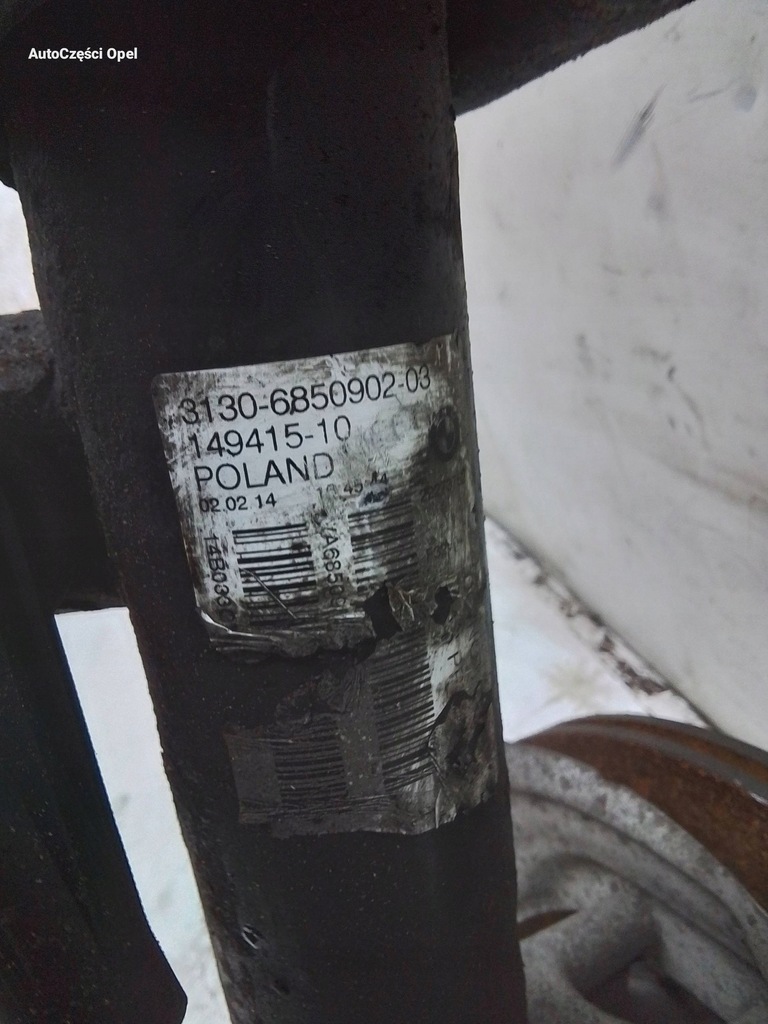 AutoCzęści Opel
3130-6850902-03
149415-10
POLAND
02.02.14